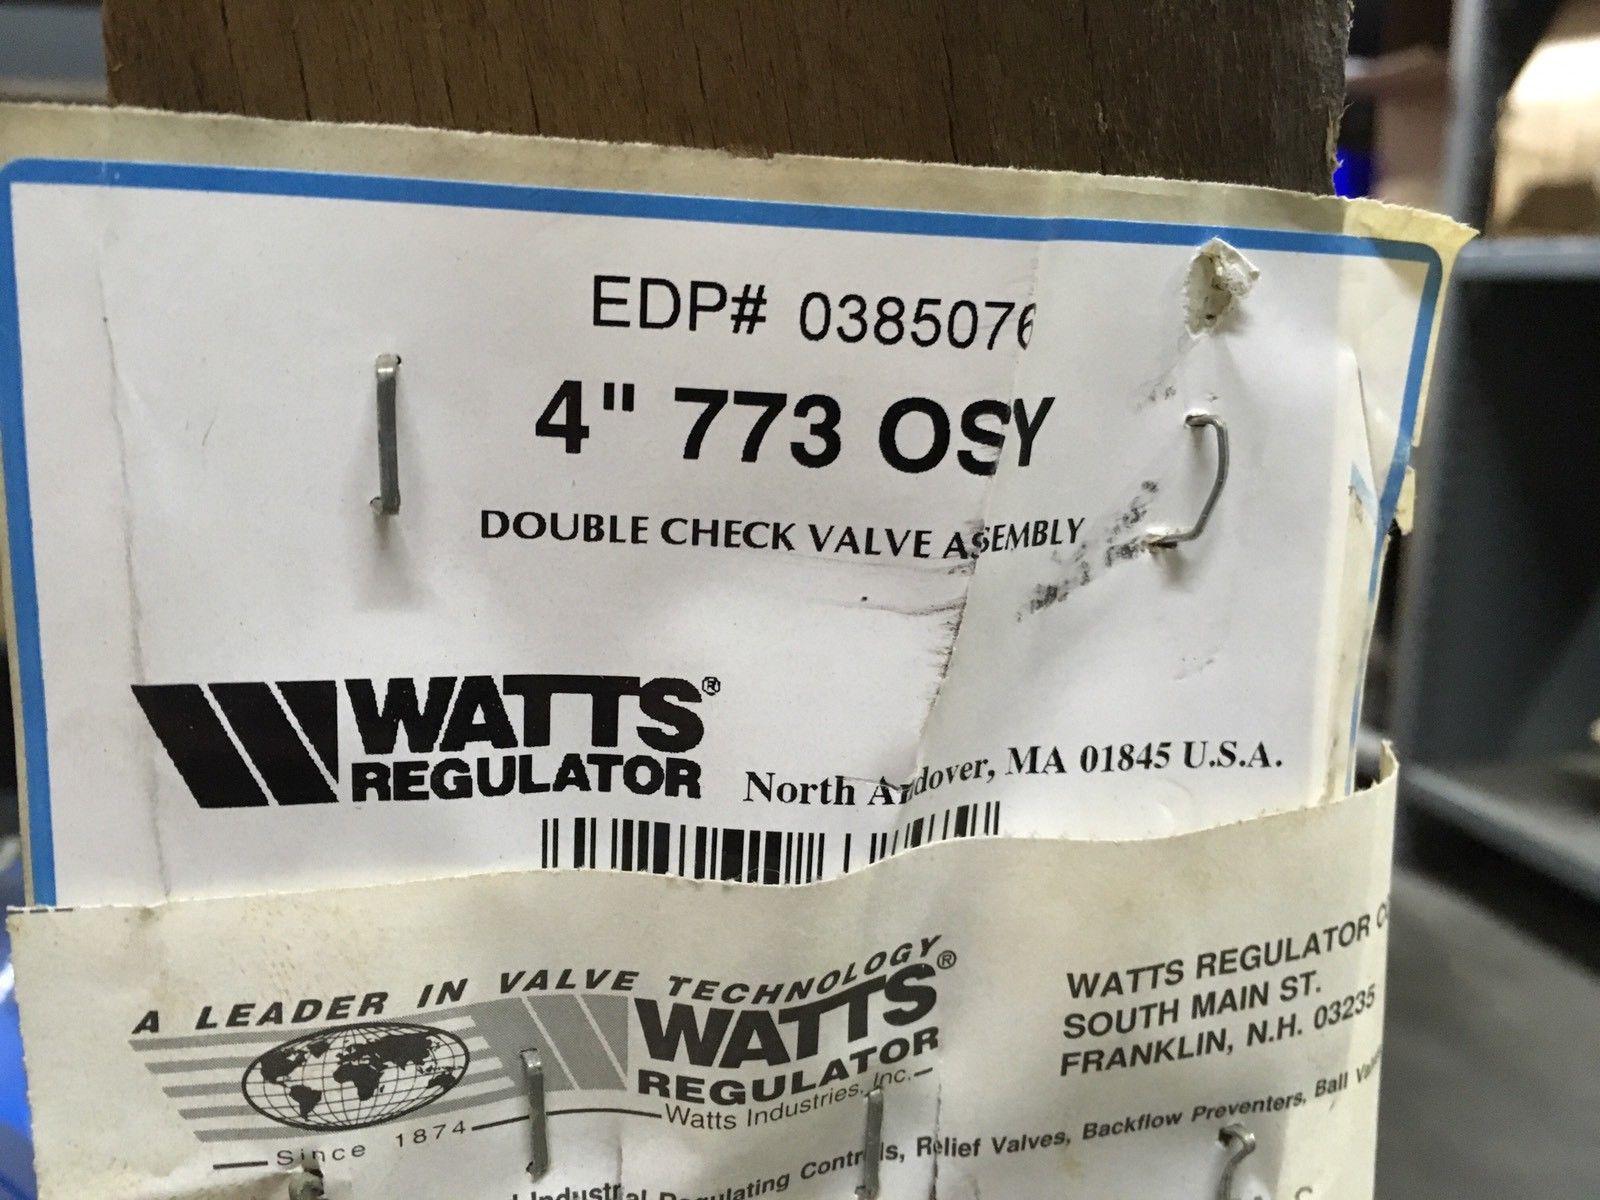 EDP# 0385076
4" 773 OSY
DOUBLE CHECK VALVE ASEMBLY
WATTS®
REGULATOR
North Andover, MA 01845 U.S.A.
A LEADER IN VALVE TECHNOLOGY
WATTS®
REGULATOR
Watts Industries, Inc.
Since 1874
WATTS REGULATOR
SOUTH MAIN ST.
FRANKLIN, N.H. 03235
Controls, Relief Valves, Backflow Preventers, Ball